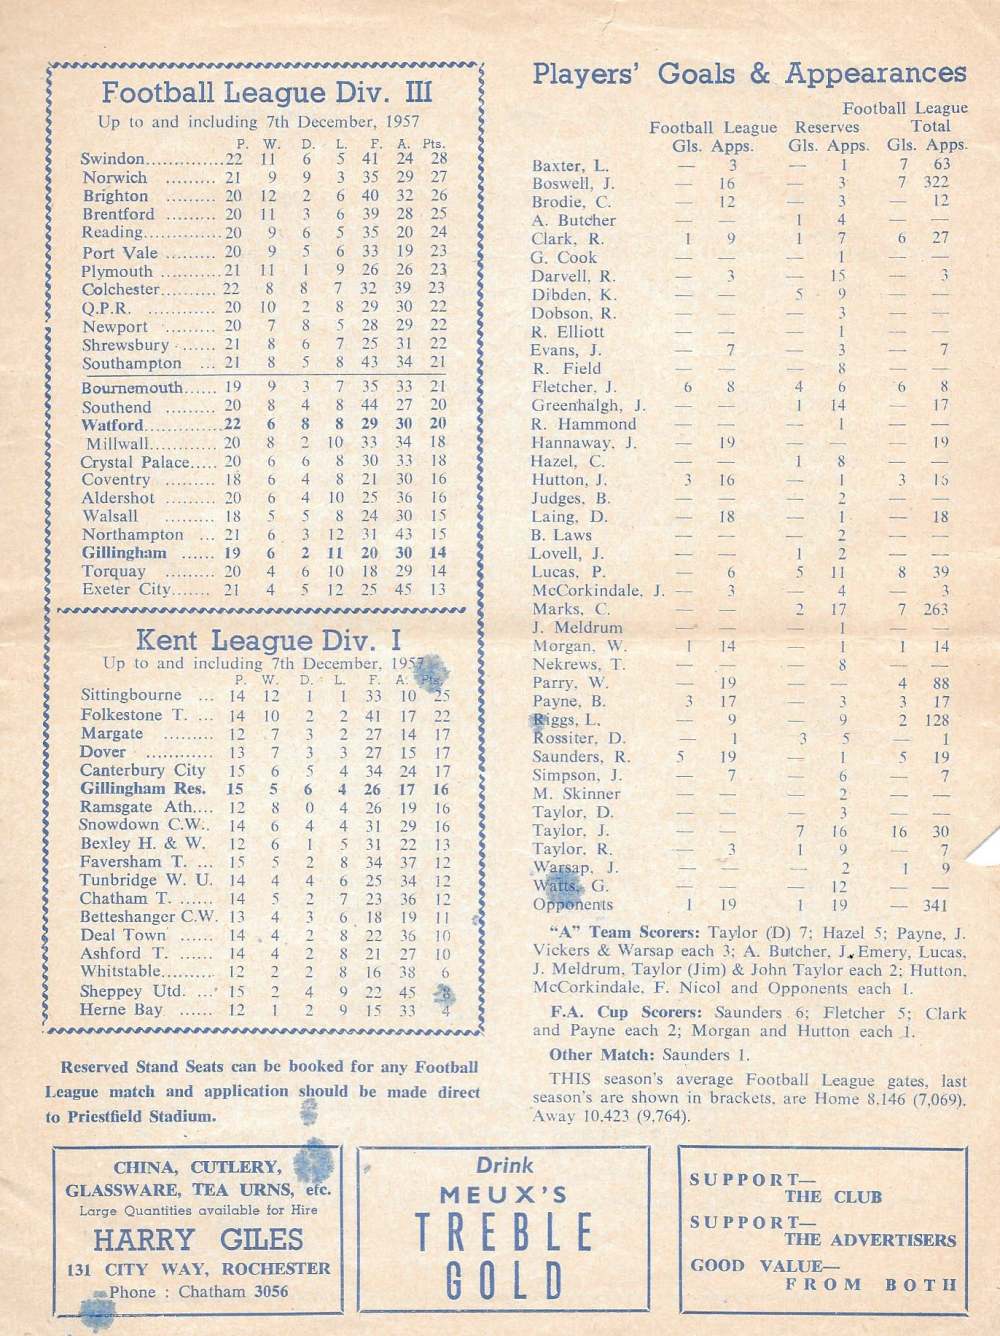 Football League Div. III
Up to and including 7th December, 1957
P. W. D. L. F. A. Pts.
Swindon.............. 22 11 6 5 41 24 28
Norwich ......... 21 9 9 3 35 29 27
Brighton ......... 20 12 2 6 40 32 26
Brentford ......... 20 11 3 6 39 28 25
Reading.............. 20 9 6 5 35 20 24
Port Vale ......... 20 9 5 6 33 19 23
Plymouth ........... 21 11 1 9 26 26 23
Colchester.......... 22 8 8 7 32 39 23
Q.P.R. ............ 20 10 2 8 29 30 22
Newport ......... 20 7 8 5 28 29 22
Shrewsbury ...... 21 8 6 7 25 31 22
Southampton ... 21 8 5 8 43 34 21
Bournemouth...... 19 9 3 7 35 33 21
Southend ......... 20 8 4 8 44 27 20
Watford.............. 22 6 8 8 29 30 20
Millwall............ 20 8 2 10 33 34 18
Crystal Palace..... 20 6 6 8 30 33 18
Coventry ......... 18 6 4 8 21 30 16
Aldershot ......... 20 6 4 10 25 36 16
Walsall ......... 18 5 5 8 24 30 15
Northampton ... 21 6 3 12 31 43 15
Gillingham ...... 19 6 2 11 20 30 14
Torquay ......... 20 4 6 10 18 29 14
Exeter City....... 21 4 5 12 25 45 13
Kent League Div. I
Up to and including 7th December, 1957
P. W. D. L. F. A. Pts.
Sittingbourne ... 14 12 1 1 33 10 25
Folkestone T. ... 14 10 2 2 41 17 22
Margate ......... 12 7 3 2 27 14 17
Dover ............ 13 7 3 3 27 15 17
Canterbury City 15 6 5 4 34 24 17
Gillingham Res. 15 5 6 4 26 17 16
Ramsgate Ath.... 12 8 0 4 26 19 16
Snowdown C.W.. 14 6 4 4 31 29 16
Bexley H. & W. 12 6 1 5 31 22 13
Faversham T. ... 15 5 2 8 34 37 12
Tunbridge W. U. 14 4 4 6 25 34 12
Chatham T. ...... 14 5 2 7 23 36 12
Betteshanger C.W. 13 4 3 6 18 19 11
Deal Town ...... 14 4 2 8 22 36 10
Ashford T. ...... 14 4 2 8 21 27 10
Whitstable.......... 12 2 2 8 16 38 6
Sheppey Utd. ... 15 2 4 9 22 45 8
Herne Bay ...... 12 1 2 9 15 33 4
Reserved Stand Seats can be booked for any Football
League match and application should be made direct
to Priestfield Stadium.
Players' Goals & Appearances
Football League
Football League Reserves Total
Gls. Apps. Gls. Apps. Gls. Apps.
Baxter, L. — 3 — 1 7 63
Boswell, J. — 16 — 3 7 322
Brodie, C. — 12 — 3 — 12
A. Butcher — — 1 4 — —
Clark, R. 1 9 1 7 6 27
G. Cook — — — 1 — —
Darvell, R. — 3 — 15 — 3
Dibden, K. — — 5 9 — —
Dobson, R. — — — 3 — —
R. Elliott — — — 1 — —
Evans, J. — 7 — 3 — 7
R. Field — — — 8 — —
Fletcher, J. 6 8 4 6 6 8
Greenhalgh, J. — — 1 14 — 17
R. Hammond — — — 1 — —
Hannaway, J. — 19 — — — 19
Hazel, C. — — 1 8 — —
Hutton, J. 3 16 — 1 3 16
Judges, B. — — — 2 — —
Laing, D. — 18 — 1 — 18
B. Laws — — — 2 — —
Lovell, J. — — 1 2 — —
Lucas, P. — 6 5 11 8 39
McCorkindale, J. — 3 — 4 — 3
Marks, C. — — 2 17 7 263
J. Meldrum — — — 1 — —
Morgan, W. 1 14 — 1 1 14
Nekrews, T. — — — 8 — —
Parry, W. — 19 — — 4 88
Payne, B. 3 17 — 3 3 17
Riggs, L. — 9 — 9 2 128
Rossiter, D. — 1 3 5 — 1
Saunders, R. 5 19 — 1 5 19
Simpson, J. — 7 — 6 — 7
M. Skinner — — — 2 — —
Taylor, D. — — — 3 — —
Taylor, J. — — 7 16 16 30
Taylor, R. — 3 1 9 — 7
Warsap, J. — — — 2 1 9
Watts, G. — — — 12 — —
Opponents 1 19 1 19 — 341
"A" Team Scorers: Taylor (D) 7; Hazel 5; Payne, J.
Vickers & Warsap each 3; A. Butcher, J. Emery, Lucas,
J. Meldrum, Taylor (Jim) & John Taylor each 2; Hutton,
McCorkindale, F. Nicol and Opponents each 1.
F.A. Cup Scorers: Saunders 6; Fletcher 5; Clark
and Payne each 2; Morgan and Hutton each 1.
Other Match: Saunders 1.
THIS season's average Football League gates, last
season's are shown in brackets, are Home 8,146 (7,069).
Away 10,423 (9,764).
CHINA, CUTLERY,
GLASSWARE, TEA URNS, etc.
Large Quantities available for Hire
HARRY GILES
131 CITY WAY, ROCHESTER
Phone : Chatham 3056
Drink
MEUX'S
TREBLE
GOLD
SUPPORT—
THE CLUB
SUPPORT—
THE ADVERTISERS
GOOD VALUE—
FROM BOTH